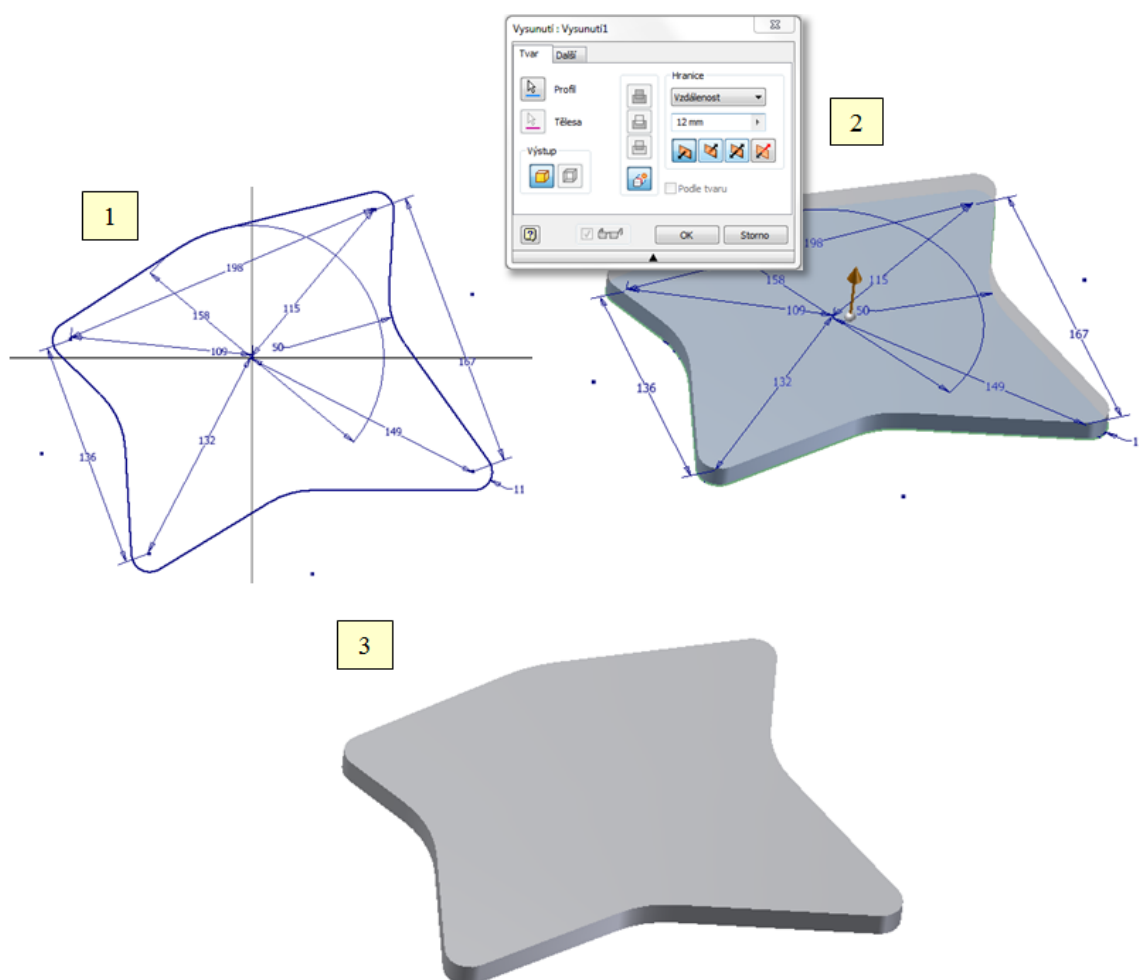 Vysunutí : Vysunutí1
Tvar
Další
Profil
Tělesa
Výstup
Hranice
Vzdálenost
12 mm
Podle tvaru
OK
Storno
1
198
115
158
50
109
167
136
132
149
11
2
198
158
115
109
50
167
136
132
149
1
3